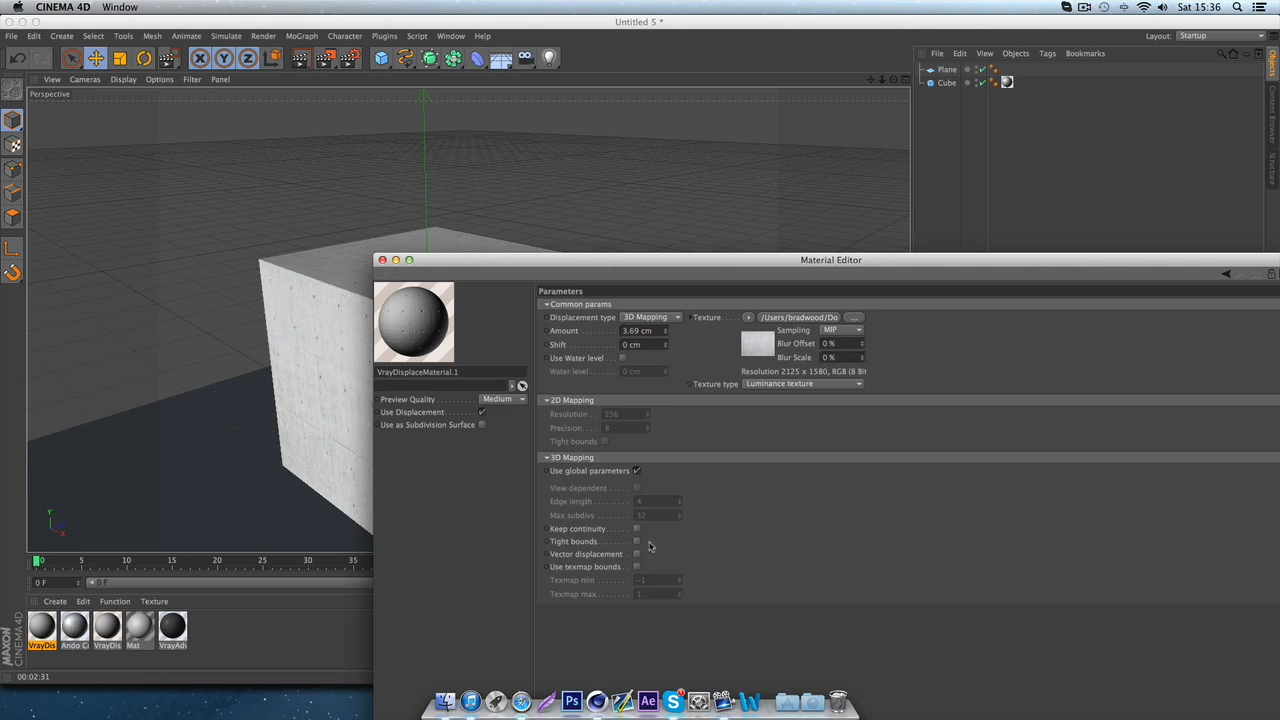 CINEMA 4D Window Sat 15:36
Untitled 5 *
File Edit Create Select Tools Mesh Animate Simulate Render MoGraph Character Plugins Script Window Help Layout: Startup
File Edit View Objects Tags Bookmarks
View Cameras Display Options Filter Panel
Perspective
Plane
Cube
Objects
Content Browser
Structure
Material Editor
Parameters
Common params
Displacement type 3D Mapping Texture /Users/bradwood/Do ...
Amount 3.69 cm Sampling MIP
Shift 0 cm Blur Offset 0 %
Use Water level Blur Scale 0 %
Water level 0 cm Resolution 2125 x 1580, RGB (8 Bit
Texture type Luminance texture
VrayDisplaceMaterial.1
Preview Quality Medium
Use Displacement
Use as Subdivision Surface
2D Mapping
Resolution 256
Precision 8
Tight bounds
3D Mapping
Use global parameters
View dependent
Edge length 4
Max subdivs 32
Keep continuity
Tight bounds
Vector displacement
Use texmap bounds
Texmap min -1
Texmap max 1
Y
Z
X
0 5 10 15 20 25 30 35
0 F 0 F
Create Edit Function Texture
VrayDis Ando C VrayDis Mat VrayAdv
MAXON
CINEMA 4D
00:02:31
Ps Ae S W